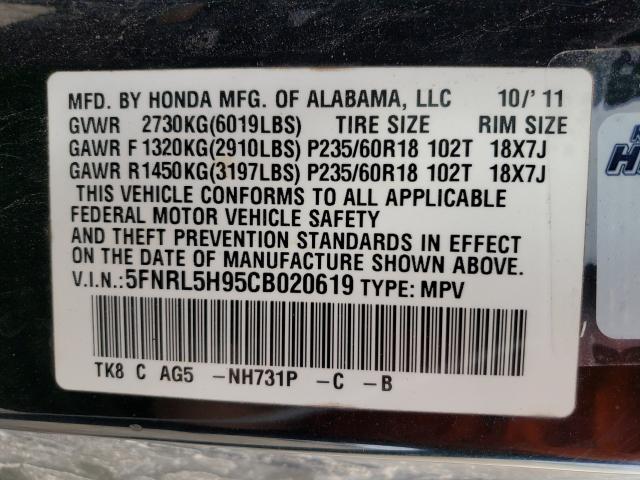 MFD. BY HONDA MFG. OF ALABAMA, LLC 10/'11
GVWR 2730KG(6019LBS) TIRE SIZE RIM SIZE
GAWR F 1320KG(2910LBS) P235/60R18 102T 18X7J
GAWR R1450KG(3197LBS) P235/60R18 102T 18X7J
THIS VEHICLE CONFORMS TO ALL APPLICABLE
FEDERAL MOTOR VEHICLE SAFETY
AND THEFT PREVENTION STANDARDS IN EFFECT
ON THE DATE OF MANUFACTURE SHOWN ABOVE.
V.I.N.:5FNRL5H95CB020619 TYPE: MPV
TK8 C AG5 -NH731P -C -B